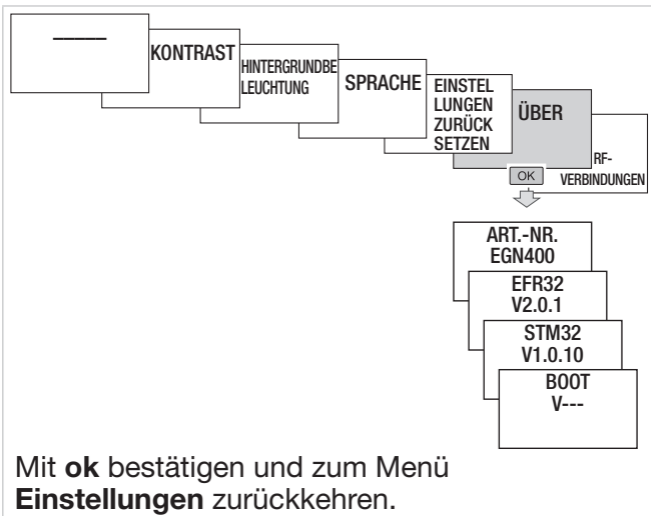 KONTRAST
HINTERGRUNDBE
LEUCHTUNG
SPRACHE
EINSTEL
LUNGEN
ZURÜCK
SETZEN
ÜBER
RF-
VERBINDUNGEN
OK
ART.-NR.
EGN400
EFR32
V2.0.1
STM32
V1.0.10
BOOT
V---
Mit ok bestätigen und zum Menü
Einstellungen zurückkehren.